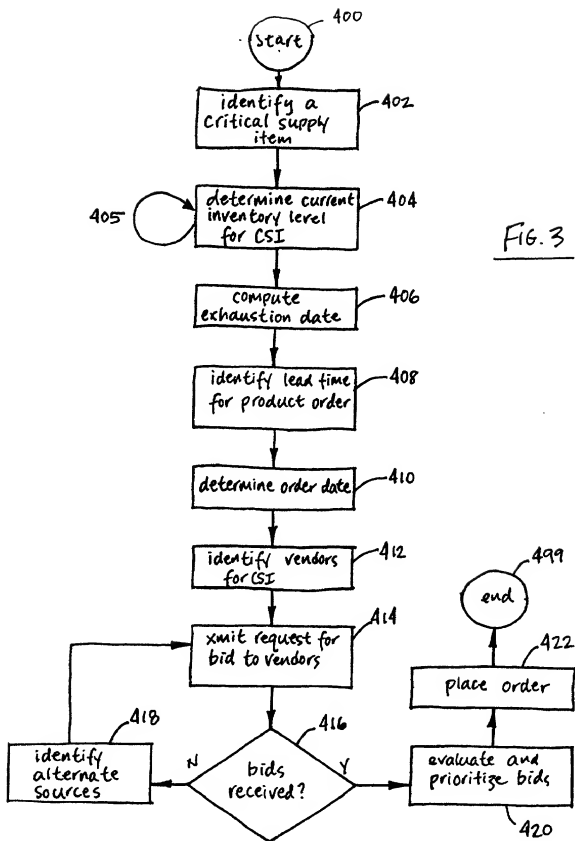 400
start
402
identify a
critical supply
item
405
determine current
inventory level
for CSI
404
FIG. 3
compute
exhaustion date
406
identify lead time
for product order
408
determine order date
410
identify vendors
for CSI
412
xmit request for
bid to vendors
414
416
bids
received?
N
Y
418
identify
alternate
sources
evaluate and
prioritize bids
420
place order
422
499
end